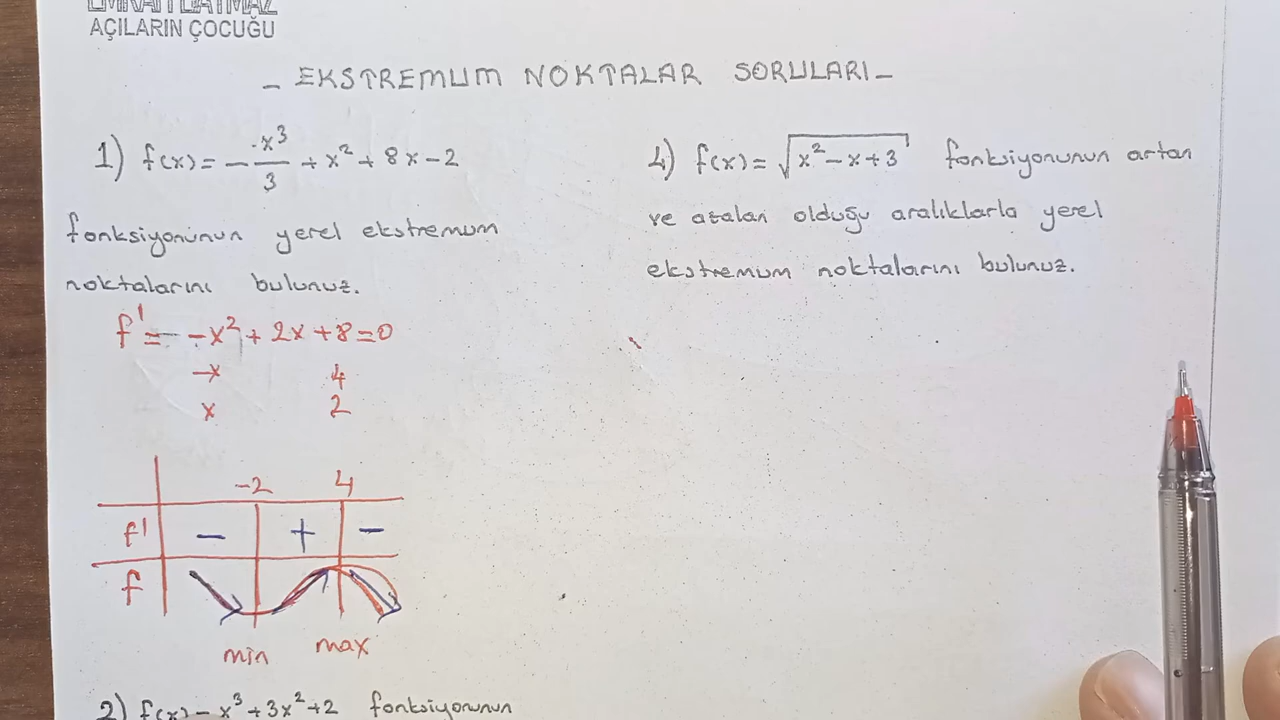 AÇILARIN ÇOCUĞU
- EKSTREMUM NOKTALAR SORULARI -
1) f(x) = -x³/3 + x² + 8x - 2
fonksiyonunun yerel ekstremum
noktalarını bulunuz.
f' = -x² + 2x + 8 = 0
-x 4
x 2
-2 4
f' - + -
f
min max
2) f(x) = x³ + 3x² + 2 fonksiyonunun
4) f(x) = √(x² - x + 3) fonksiyonunun artan
ve azalan olduğu aralıklarla yerel
ekstremum noktalarını bulunuz.